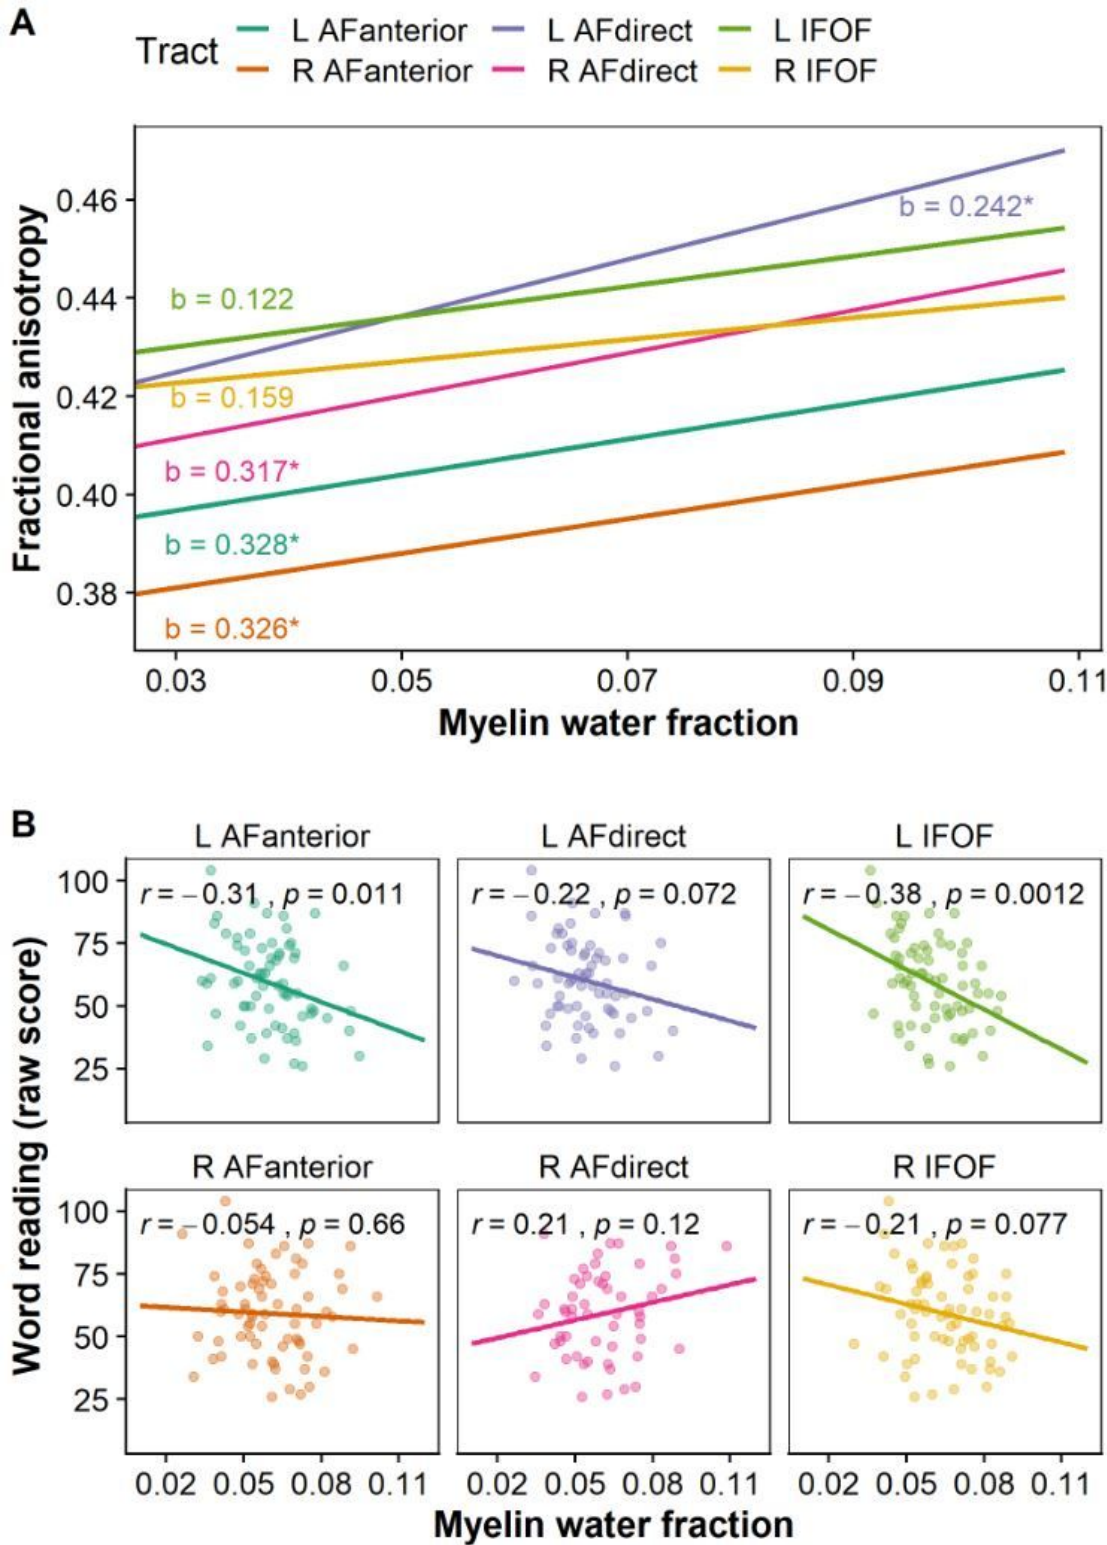 A
Tract
L AFanterior L AFdirect L IFOF
R AFanterior R AFdirect R IFOF
Fractional anisotropy
0.46
0.44
0.42
0.40
0.38
b = 0.242*
b = 0.122
b = 0.159
b = 0.317*
b = 0.328*
b = 0.326*
0.03 0.05 0.07 0.09 0.11
Myelin water fraction
B
Word reading (raw score)
L AFanterior L AFdirect L IFOF
100
75
50
25
r = −0.31 , p = 0.011
r = −0.22 , p = 0.072
r = −0.38 , p = 0.0012
R AFanterior R AFdirect R IFOF
100
75
50
25
r = −0.054 , p = 0.66
r = 0.21 , p = 0.12
r = −0.21 , p = 0.077
0.02 0.05 0.08 0.11 0.02 0.05 0.08 0.11 0.02 0.05 0.08 0.11
Myelin water fraction